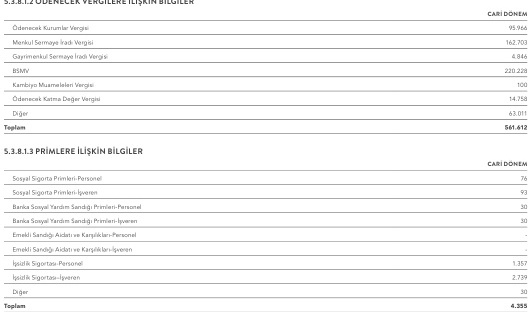 5.3.8.1.2 ÖDENECEK VERGİLERE İLİŞKİN BİLGİLER
CARİ DÖNEM
Ödenecek Kurumlar Vergisi 95.966
Menkul Sermaye İradı Vergisi 162.703
Gayrimenkul Sermaye İradı Vergisi 4.846
BSMV 220.228
Kambiyo Muameleleri Vergisi 100
Ödenecek Katma Değer Vergisi 14.758
Diğer 63.011
Toplam 561.612
5.3.8.1.3 PRİMLERE İLİŞKİN BİLGİLER
CARİ DÖNEM
Sosyal Sigorta Primleri-Personel 76
Sosyal Sigorta Primleri-İşveren 93
Banka Sosyal Yardım Sandığı Primleri-Personel 30
Banka Sosyal Yardım Sandığı Primleri-İşveren 30
Emekli Sandığı Aidatı ve Karşılıkları-Personel -
Emekli Sandığı Aidatı ve Karşılıkları-İşveren -
İşsizlik Sigortası-Personel 1.357
İşsizlik Sigortası-İşveren 2.739
Diğer 30
Toplam 4.355